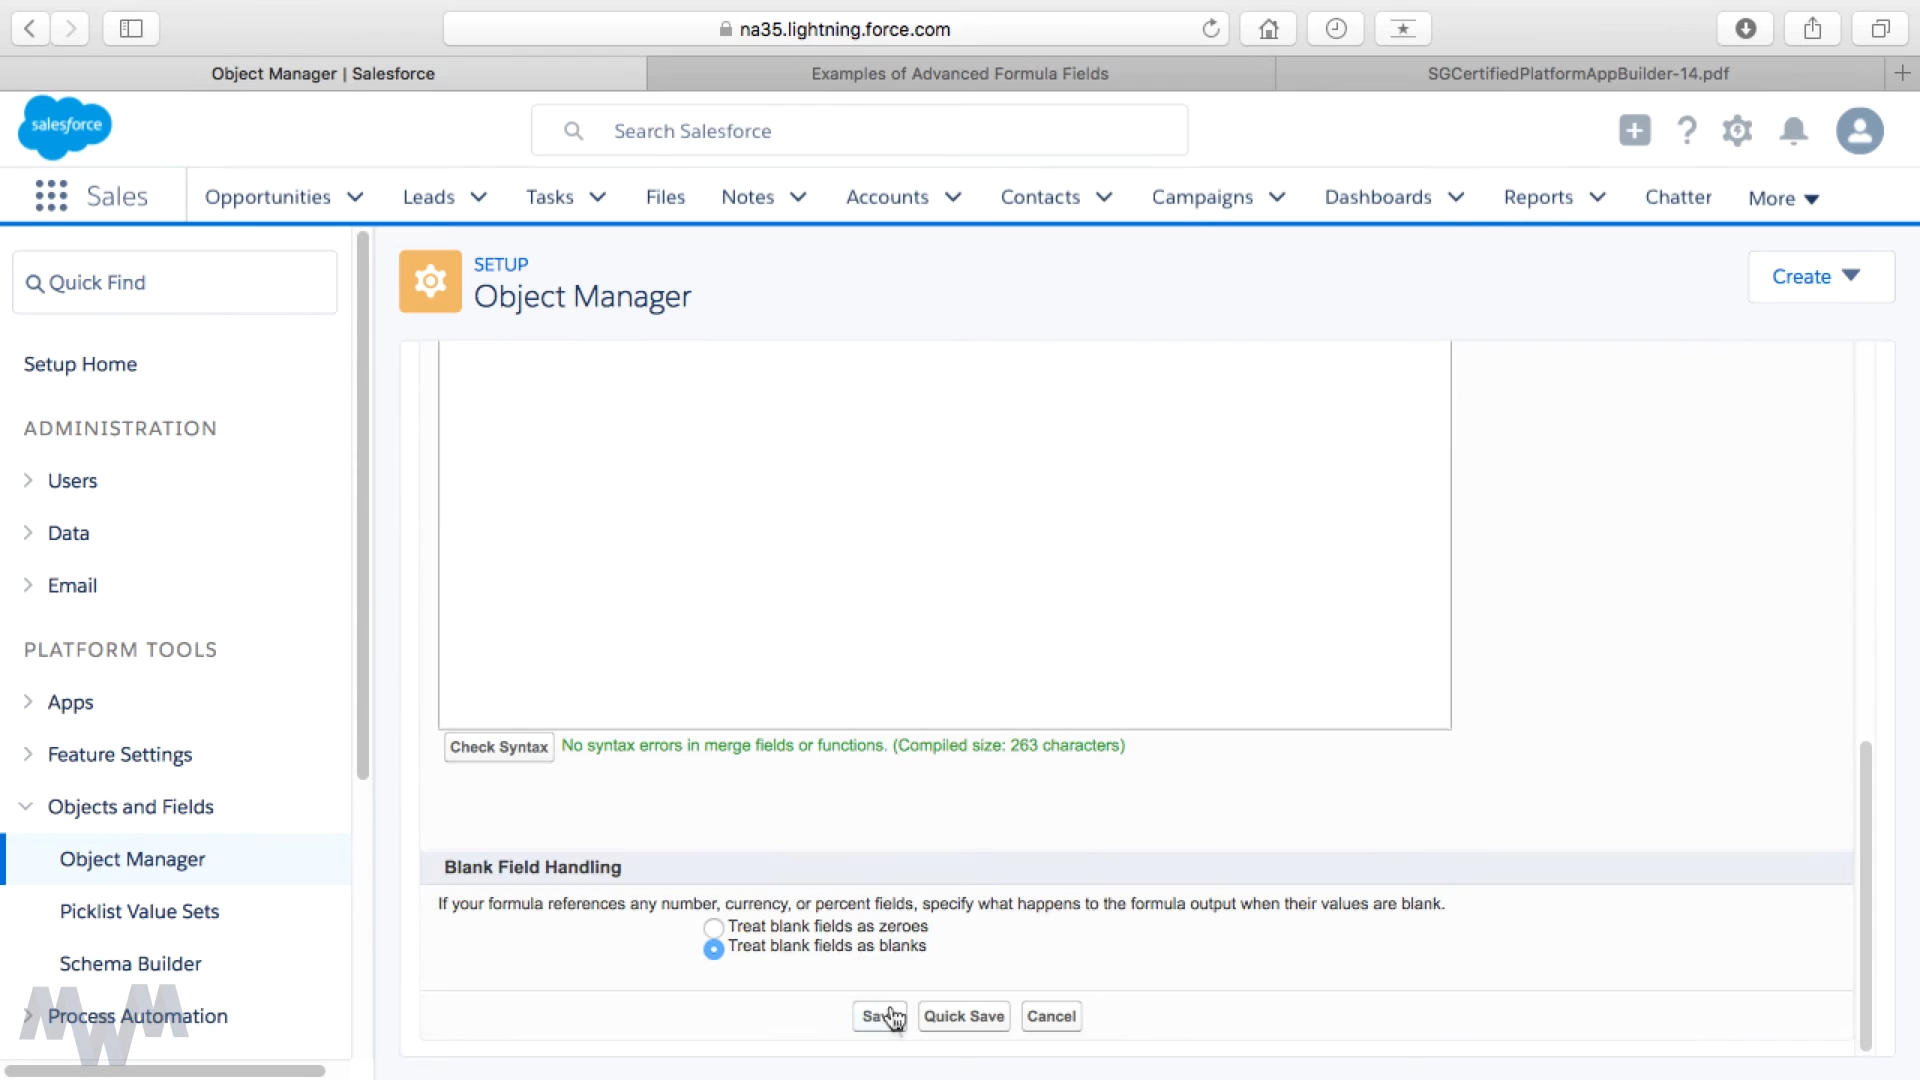 na35.lightning.force.com
Object Manager | Salesforce
Examples of Advanced Formula Fields
SGCertifiedPlatformAppBuilder-14.pdf
salesforce
Search Salesforce
Sales
Opportunities
Leads
Tasks
Files
Notes
Accounts
Contacts
Campaigns
Dashboards
Reports
Chatter
More
Quick Find
SETUP
Object Manager
Create
Setup Home
ADMINISTRATION
Users
Data
Email
PLATFORM TOOLS
Apps
Feature Settings
Objects and Fields
Object Manager
Picklist Value Sets
Schema Builder
Process Automation
MWM
Check Syntax
No syntax errors in merge fields or functions. (Compiled size: 263 characters)
Blank Field Handling
If your formula references any number, currency, or percent fields, specify what happens to the formula output when their values are blank.
Treat blank fields as zeroes
Treat blank fields as blanks
Save
Quick Save
Cancel